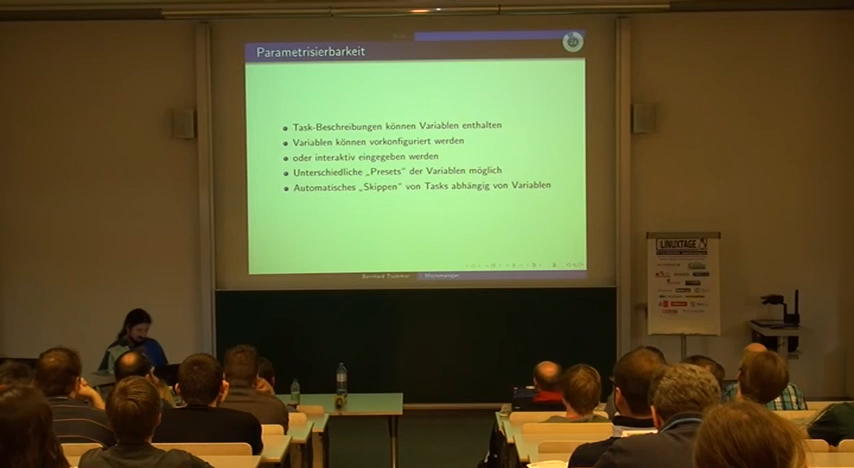 Parametrisierbarkeit
Task-Beschreibungen können Variablen enthalten
Variablen können vorkonfiguriert werden
oder interaktiv eingegeben werden
Unterschiedliche „Presets“ der Variablen möglich
Automatisches „Skippen“ von Tasks abhängig von Variablen
Bernhard
LINUXTAGE